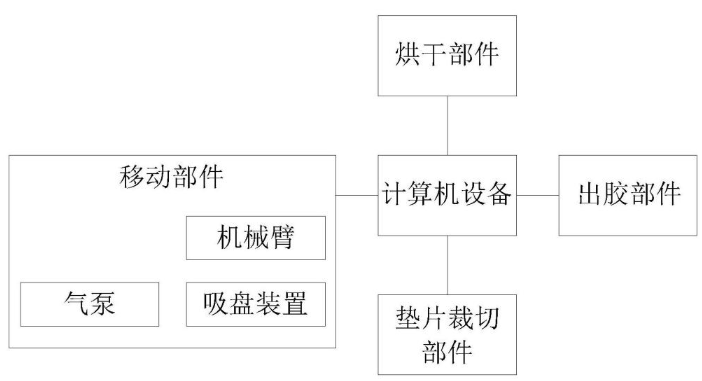 烘干部件
移动部件
计算机设备
出胶部件
机械臂
气泵
吸盘装置
垫片裁切
部件